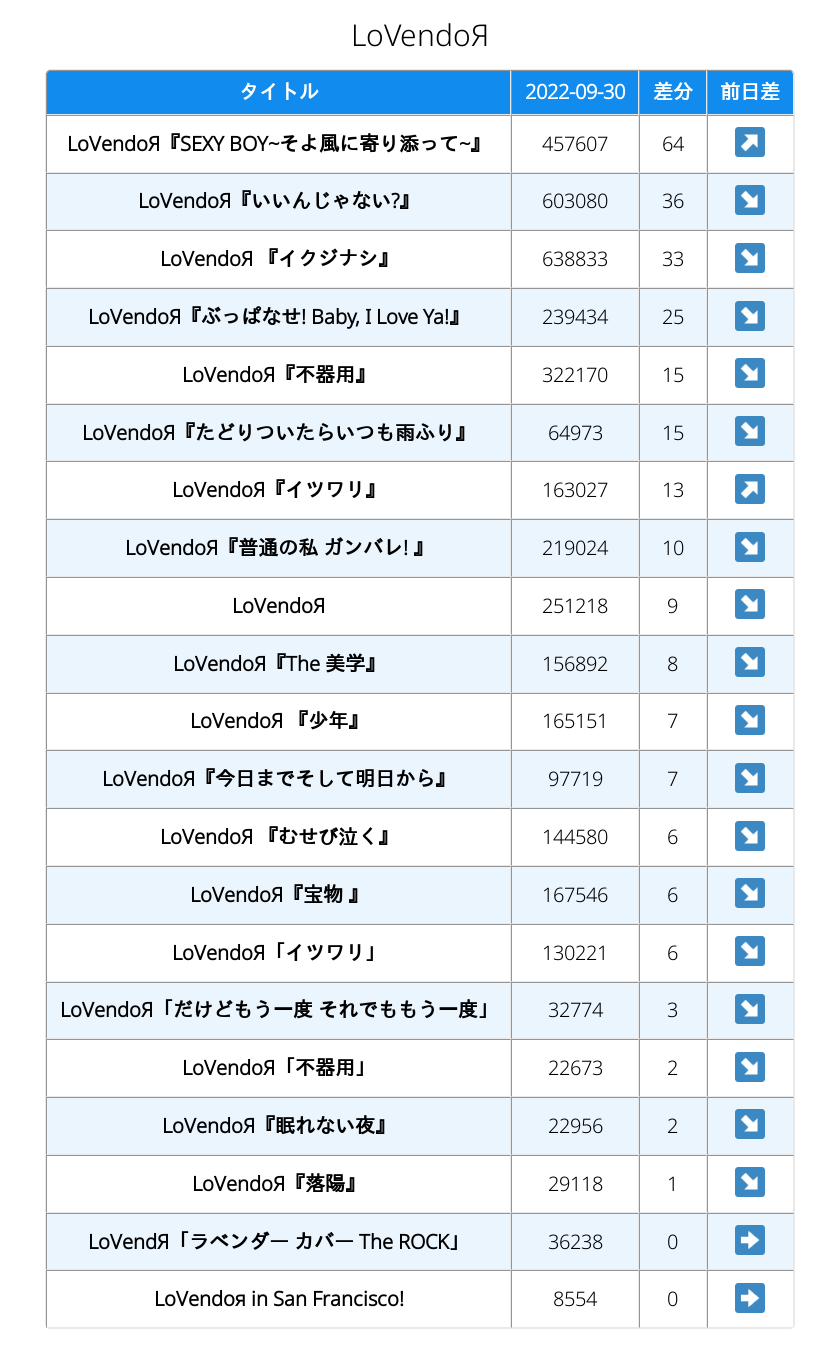 LoVendoЯ
タイトル 2022-09-30 差分 前日差
LoVendoЯ『SEXY BOY~そよ風に寄り添って~』 457607 64 ↗
LoVendoЯ『いいんじゃない?』 603080 36 ↘
LoVendoЯ 『イクジナシ』 638833 33 ↘
LoVendoЯ『ぶっぱなせ! Baby, I Love Ya!』 239434 25 ↘
LoVendoЯ『不器用』 322170 15 ↘
LoVendoЯ『たどりついたらいつも雨ふり』 64973 15 ↘
LoVendoЯ『イツワリ』 163027 13 ↗
LoVendoЯ『普通の私 ガンバレ! 』 219024 10 ↘
LoVendoЯ 251218 9 ↘
LoVendoЯ『The 美学』 156892 8 ↘
LoVendoЯ 『少年』 165151 7 ↘
LoVendoЯ『今日までそして明日から』 97719 7 ↘
LoVendoЯ 『むせび泣く』 144580 6 ↘
LoVendoЯ『宝物 』 167546 6 ↘
LoVendoЯ「イツワリ」 130221 6 ↘
LoVendoЯ「だけどもう一度 それでももう一度」 32774 3 ↘
LoVendoЯ「不器用」 22673 2 ↘
LoVendoЯ『眠れない夜』 22956 2 ↘
LoVendoЯ『落陽』 29118 1 ↘
LoVendЯ「ラベンダー カバー The ROCK」 36238 0 ➡
LoVendoя in San Francisco! 8554 0 ➡